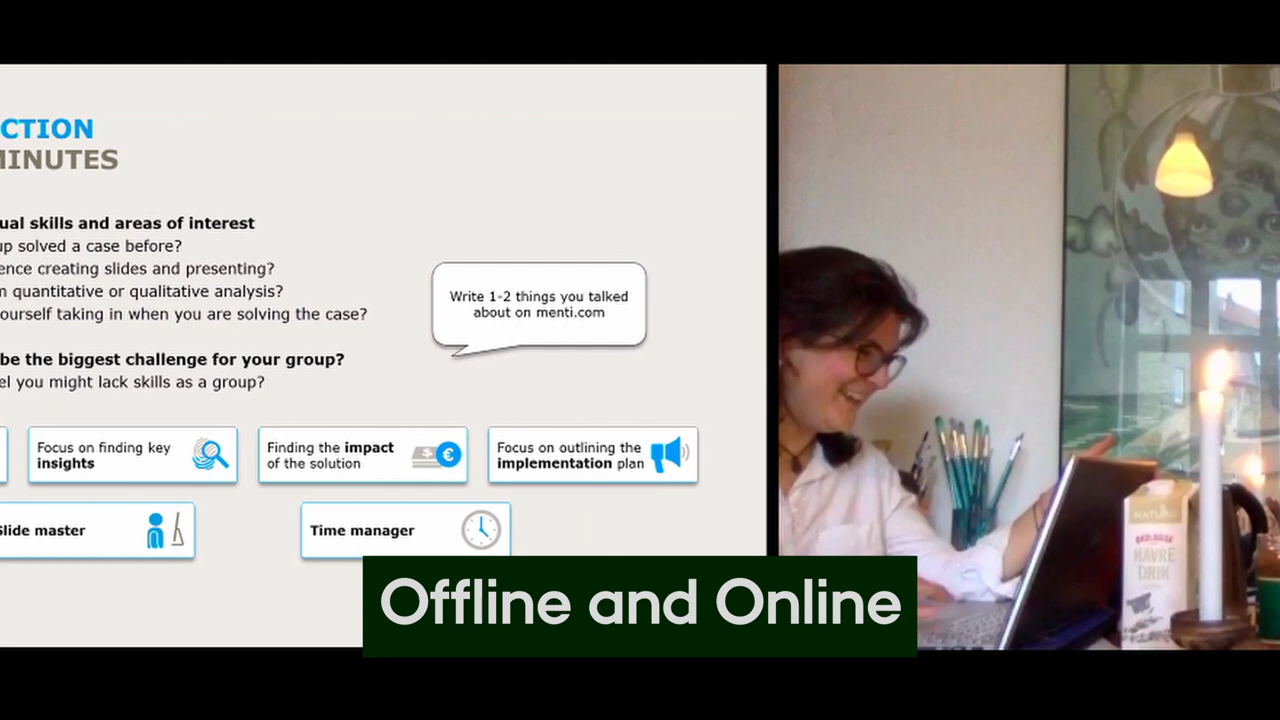 CTION
MINUTES
ual skills and areas of interest
up solved a case before?
ence creating slides and presenting?
n quantitative or qualitative analysis?
ourself taking in when you are solving the case?
be the biggest challenge for your group?
el you might lack skills as a group?
Write 1-2 things you talked
about on menti.com
Focus on finding key
insights
Finding the impact
of the solution
Focus on outlining the
implementation plan
Slide master
Time manager
Offline and Online
NATURLI
ØKOLOGISK
HAVRE
DRIK